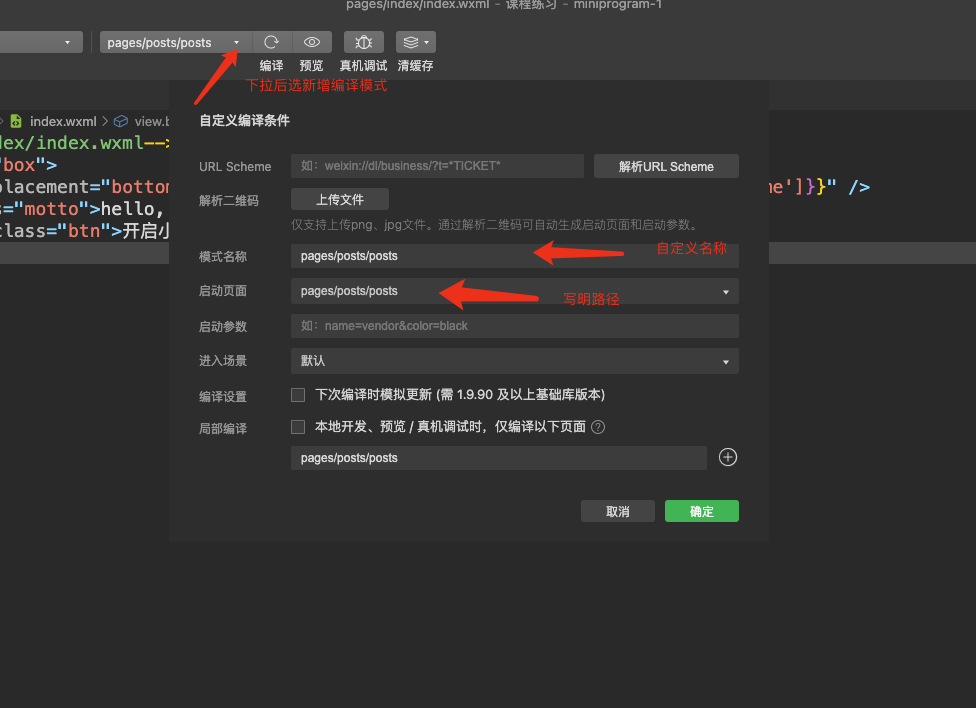 pages/index/index.wxml - 课程练习 - miniprogram-1
pages/posts/posts
编译 预览 真机调试 清缓存
下拉后选新增编译模式
index.wxml > view.b
dex/index.wxml-->
"box">
placement="bottom
me']}}" />
s="motto">hello,
class="btn">开启小
自定义编译条件
URL Scheme 如：weixin://dl/business/?t=*TICKET* 解析URL Scheme
解析二维码 上传文件
仅支持上传png、jpg文件。通过解析二维码可自动生成启动页面和启动参数。
模式名称 pages/posts/posts 自定义名称
启动页面 pages/posts/posts 写明路径
启动参数 如：name=vendor&color=black
进入场景 默认
编译设置 下次编译时模拟更新 (需 1.9.90 及以上基础库版本)
局部编译 本地开发、预览 / 真机调试时，仅编译以下页面 ?
pages/posts/posts
取消 确定